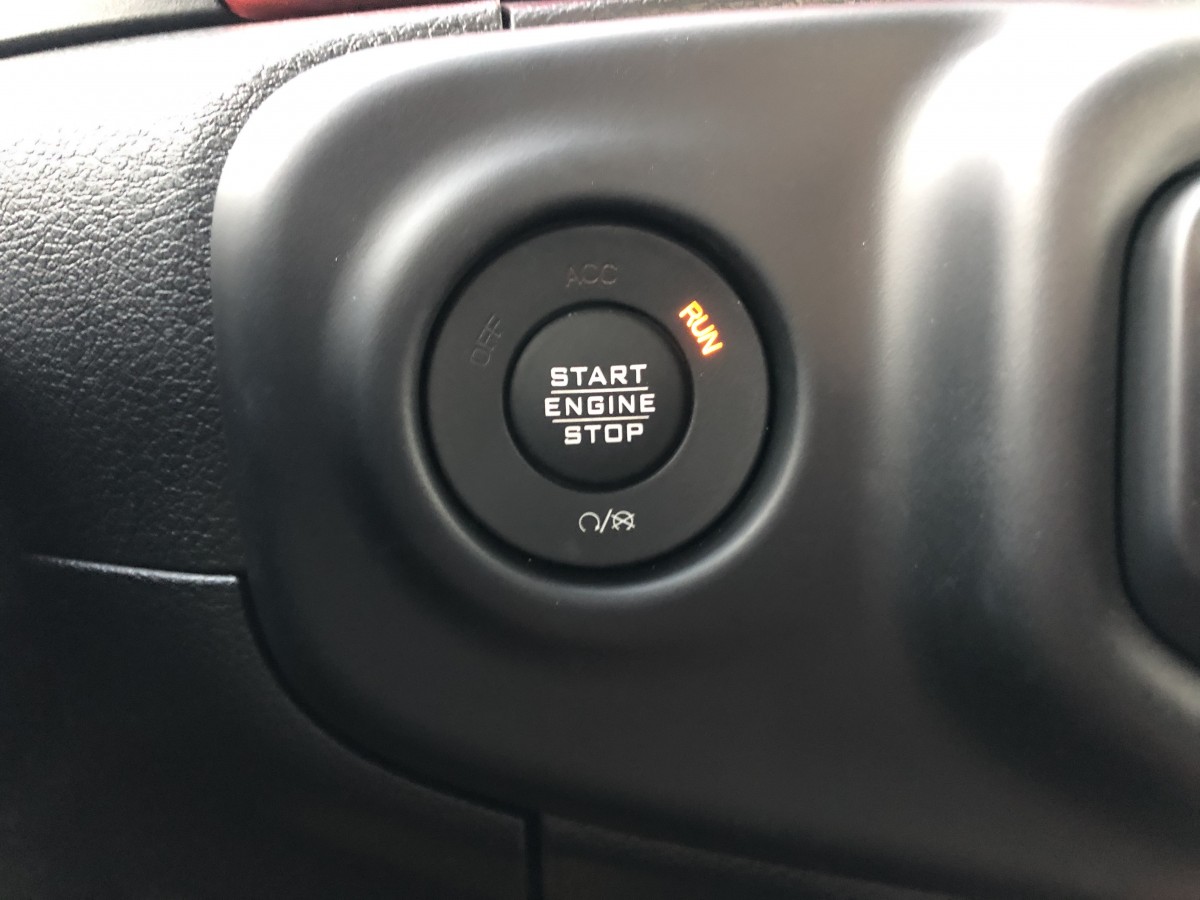 ACC
OFF
RUN
START
ENGINE
STOP